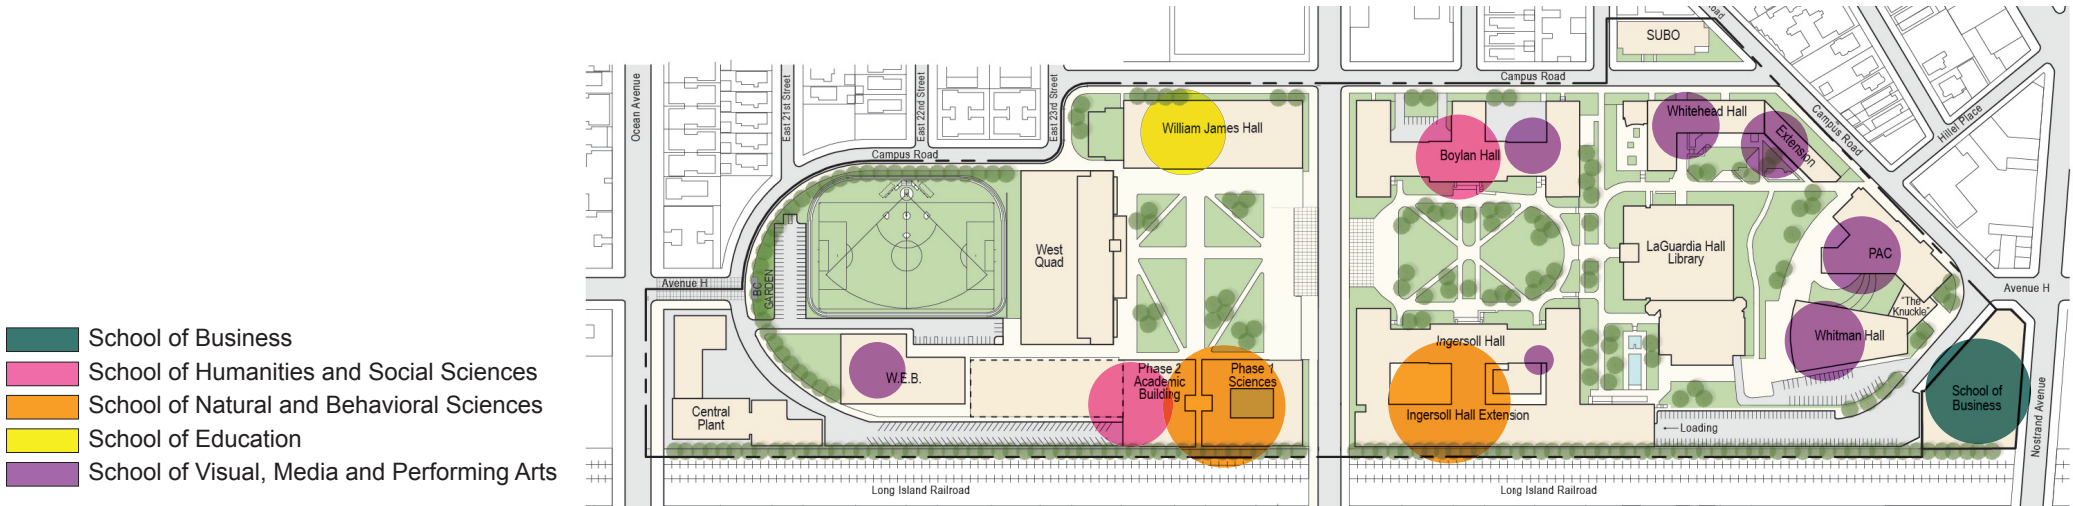 School of Business
School of Humanities and Social Sciences
School of Natural and Behavioral Sciences
School of Education
School of Visual, Media and Performing Arts
Ocean Avenue
East 21st Street
East 22nd Street
East 23rd Street
Campus Road
Campus Road
Road
Campus Road
Hillel Place
SUBO
William James Hall
Boylan Hall
Whitehead Hall
Extension
West
Quad
LaGuardia Hall
Library
PAC
"The
Knuckle"
Whitman Hall
Avenue H
BC
GARDEN
Avenue H
W.E.B.
Central
Plant
Phase 2
Academic
Building
Phase 1
Sciences
Ingersoll Hall
Ingersoll Hall Extension
Loading
School of
Business
Nostrand Avenue
Long Island Railroad
Long Island Railroad